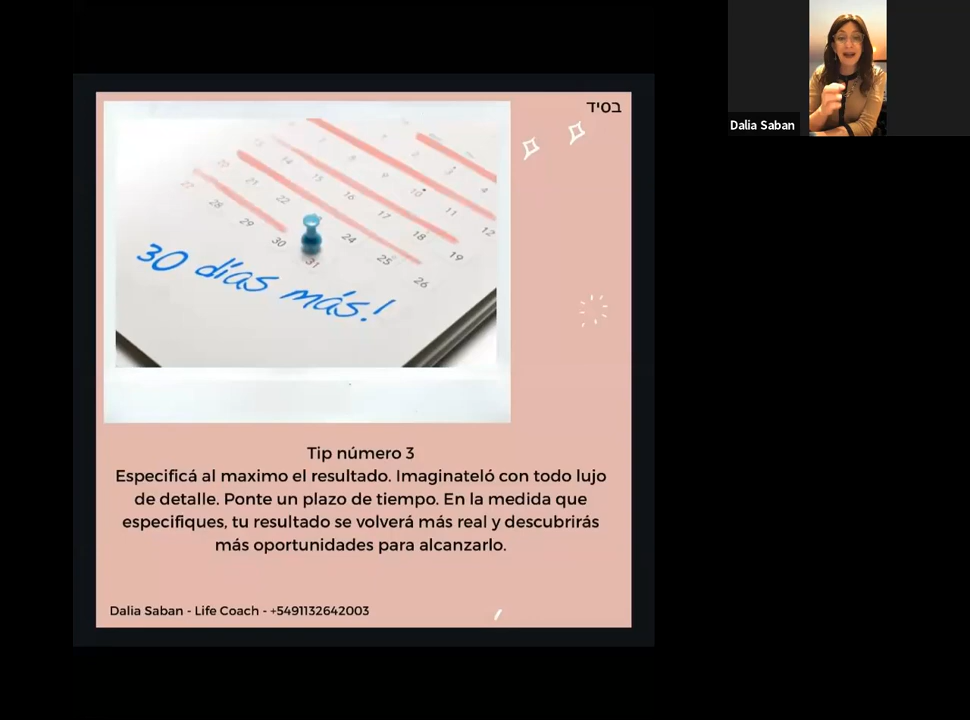 בסיד
30 días más!
Tip número 3
Especificá al maximo el resultado. Imaginateló con todo lujo
de detalle. Ponte un plazo de tiempo. En la medida que
especifiques, tu resultado se volverá más real y descubrirás
más oportunidades para alcanzarlo.
Dalia Saban - Life Coach - +5491132642003
Dalia Saban